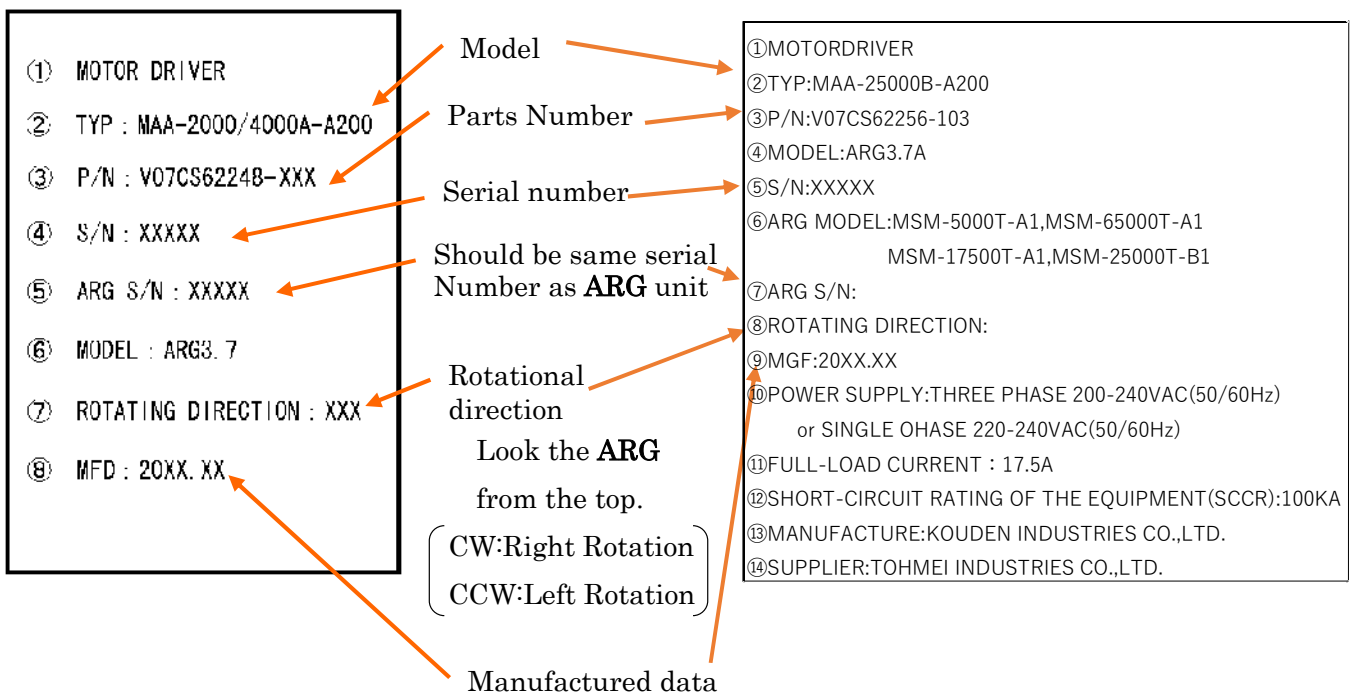 ① MOTOR DRIVER
② TYP : MAA-2000/4000A-A200
③ P/N : V07CS62248-XXX
④ S/N : XXXXX
⑤ ARG S/N : XXXXX
⑥ MODEL : ARG3.7
⑦ ROTATING DIRECTION : XXX
⑧ MFD : 20XX.XX
Model
Parts Number
Serial number
Should be same serial
Number as ARG unit
Rotational
direction
Look the ARG
from the top.
CW:Right Rotation
CCW:Left Rotation
Manufactured data
①MOTORDRIVER
②TYP:MAA-25000B-A200
③P/N:V07CS62256-103
④MODEL:ARG3.7A
⑤S/N:XXXXX
⑥ARG MODEL:MSM-5000T-A1,MSM-65000T-A1
MSM-17500T-A1,MSM-25000T-B1
⑦ARG S/N:
⑧ROTATING DIRECTION:
⑨MGF:20XX.XX
⑩POWER SUPPLY:THREE PHASE 200-240VAC(50/60Hz)
or SINGLE OHASE 220-240VAC(50/60Hz)
⑪FULL-LOAD CURRENT：17.5A
⑫SHORT-CIRCUIT RATING OF THE EQUIPMENT(SCCR):100KA
⑬MANUFACTURE:KOUDEN INDUSTRIES CO.,LTD.
⑭SUPPLIER:TOHMEI INDUSTRIES CO.,LTD.